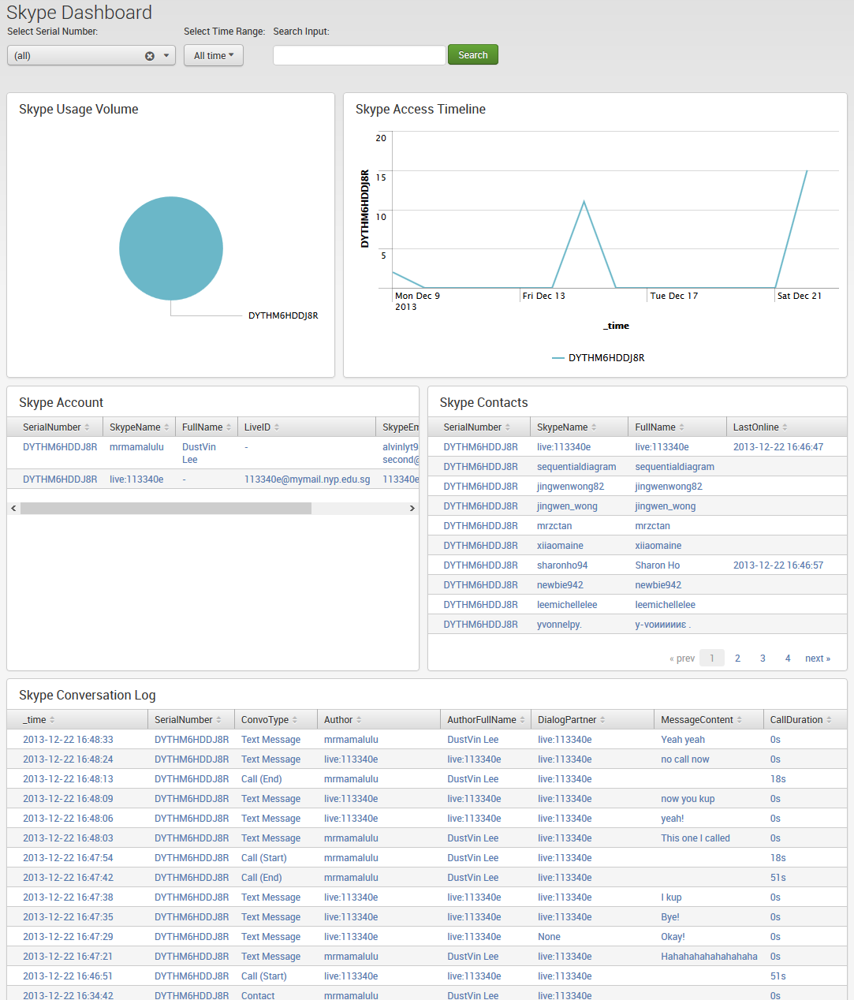 Skype Dashboard
Select Serial Number: Select Time Range: Search Input:
(all) All time Search
Skype Usage Volume
DYTHM6HDDJ8R
Skype Access Timeline
20
15
10
5
DYTHM6HDDJ8R
Mon Dec 9 Fri Dec 13 Tue Dec 17 Sat Dec 21
2013
_time
DYTHM6HDDJ8R
Skype Account
SerialNumber SkypeName FullName LiveID SkypeEm
DYTHM6HDDJ8R mrmamalulu DustVin - alvinlyt9
Lee second@
DYTHM6HDDJ8R live:113340e - 113340e@mymail.nyp.edu.sg 113340e
Skype Contacts
SerialNumber SkypeName FullName LastOnline
DYTHM6HDDJ8R live:113340e live:113340e 2013-12-22 16:46:47
DYTHM6HDDJ8R sequentialdiagram sequentialdiagram
DYTHM6HDDJ8R jingwenwong82 jingwenwong82
DYTHM6HDDJ8R jingwen_wong jingwen_wong
DYTHM6HDDJ8R mrzctan mrzctan
DYTHM6HDDJ8R xiiaomaine xiiaomaine
DYTHM6HDDJ8R sharonho94 Sharon Ho 2013-12-22 16:46:57
DYTHM6HDDJ8R newbie942 newbie942
DYTHM6HDDJ8R leemichellelee leemichellelee
DYTHM6HDDJ8R yvonnelpy. y-vоииииие .
« prev 1 2 3 4 next »
Skype Conversation Log
_time SerialNumber ConvoType Author AuthorFullName DialogPartner MessageContent CallDuration
2013-12-22 16:48:33 DYTHM6HDDJ8R Text Message mrmamalulu DustVin Lee live:113340e Yeah yeah 0s
2013-12-22 16:48:24 DYTHM6HDDJ8R Text Message live:113340e live:113340e live:113340e no call now 0s
2013-12-22 16:48:13 DYTHM6HDDJ8R Call (End) mrmamalulu DustVin Lee live:113340e 18s
2013-12-22 16:48:09 DYTHM6HDDJ8R Text Message live:113340e live:113340e live:113340e now you kup 0s
2013-12-22 16:48:06 DYTHM6HDDJ8R Text Message live:113340e live:113340e live:113340e yeah! 0s
2013-12-22 16:48:03 DYTHM6HDDJ8R Text Message mrmamalulu DustVin Lee live:113340e This one I called 0s
2013-12-22 16:47:54 DYTHM6HDDJ8R Call (Start) mrmamalulu DustVin Lee live:113340e 18s
2013-12-22 16:47:42 DYTHM6HDDJ8R Call (End) mrmamalulu DustVin Lee live:113340e 51s
2013-12-22 16:47:38 DYTHM6HDDJ8R Text Message live:113340e live:113340e live:113340e I kup 0s
2013-12-22 16:47:35 DYTHM6HDDJ8R Text Message live:113340e live:113340e live:113340e Bye! 0s
2013-12-22 16:47:29 DYTHM6HDDJ8R Text Message live:113340e live:113340e None Okay! 0s
2013-12-22 16:47:21 DYTHM6HDDJ8R Text Message mrmamalulu DustVin Lee live:113340e Hahahahahahahaha 0s
2013-12-22 16:46:51 DYTHM6HDDJ8R Call (Start) mrmamalulu DustVin Lee live:113340e 51s
2013-12-22 16:34:42 DYTHM6HDDJ8R Contact mrmamalulu DustVin Lee live:113340e 0s